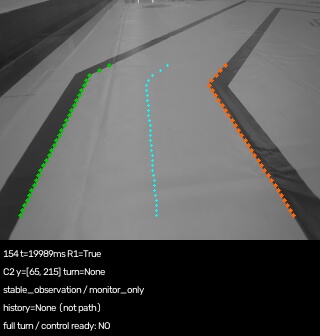 154 t=19989ms R1=True
C2 y=[65, 215] turn=None
stable_observation / monitor_only
history=None (not path)
full turn / control ready: NO